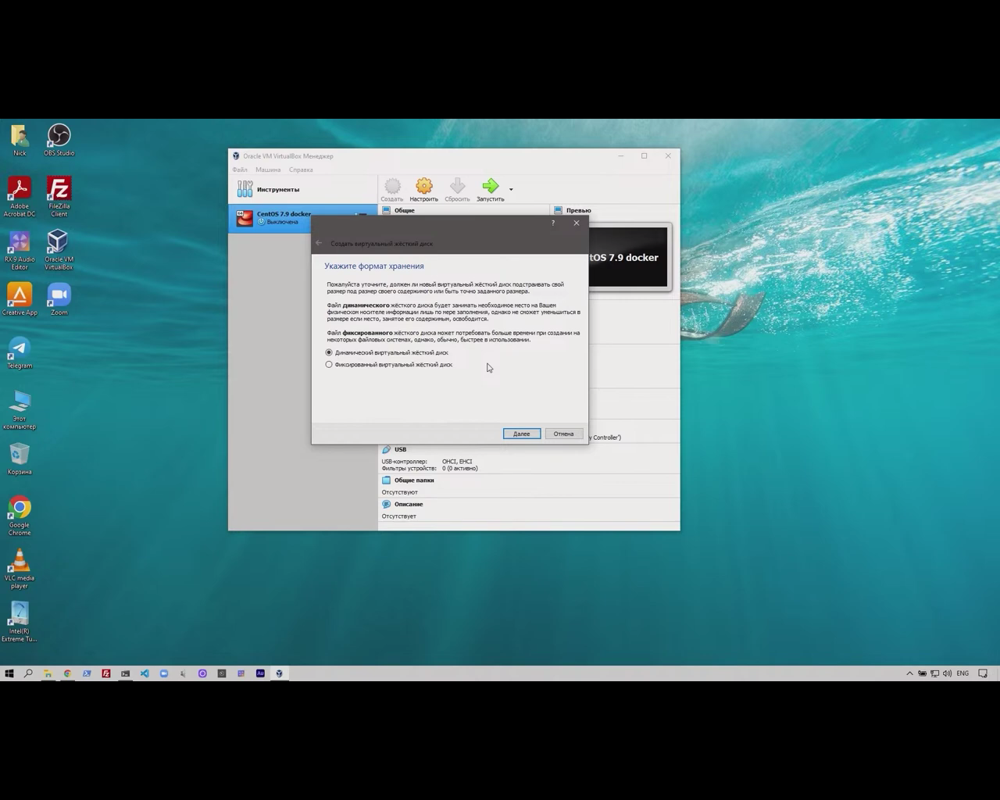 Nick
OBS Studio
Adobe
Acrobat DC
FileZilla
Client
RX 9 Audio
Editor
Oracle VM
VirtualBox
Creative App
Zoom
Telegram
Этот
компьютер
Корзина
Google
Chrome
VLC media
player
Intel(R)
Extreme Tu...
Oracle VM VirtualBox Менеджер
Файл Машина Справка
Инструменты
Создать Настроить Сбросить Запустить
CentOS 7.9 docker
Выключена
Общие
Превью
tOS 7.9 docker
Создать виртуальный жёсткий диск
Укажите формат хранения
Пожалуйста уточните, должен ли новый виртуальный жёсткий диск подстраивать свой
размер под размер своего содержимого или быть точно заданного размера.
Файл динамического жёсткого диска будет занимать необходимое место на Вашем
физическом носителе информации лишь по мере заполнения, однако не сможет уменьшиться в
размере если место, занятое его содержимым, освободится.
Файл фиксированного жёсткого диска может потребовать больше времени при создании на
некоторых файловых системах, однако, обычно, быстрее в использовании.
Динамический виртуальный жёсткий диск
Фиксированный виртуальный жёсткий диск
Далее Отмена
y Controller')
USB
USB-контроллер: OHCI, EHCI
Фильтры устройств: 0 (0 активно)
Общие папки
Отсутствуют
Описание
Отсутствует
ENG